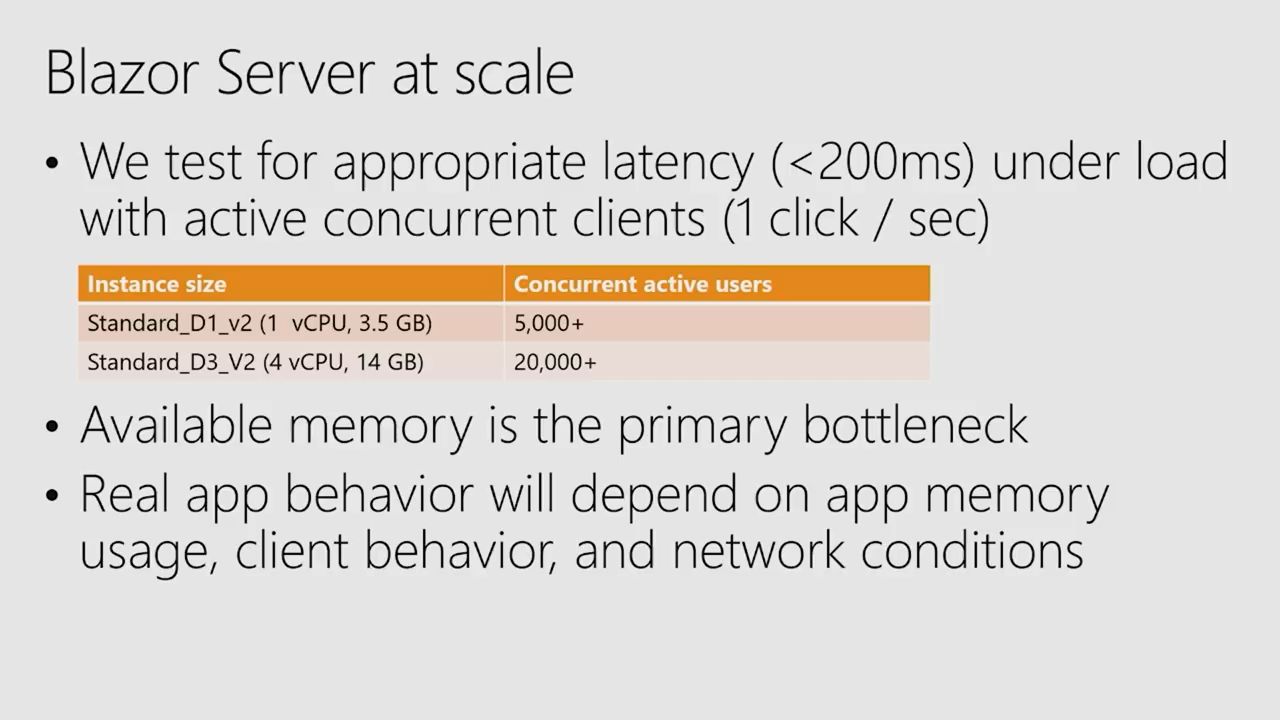 Blazor Server at scale
• We test for appropriate latency (<200ms) under load
with active concurrent clients (1 click / sec)
Instance size Concurrent active users
Standard_D1_v2 (1  vCPU, 3.5 GB) 5,000+
Standard_D3_V2 (4 vCPU, 14 GB) 20,000+
• Available memory is the primary bottleneck
• Real app behavior will depend on app memory
usage, client behavior, and network conditions